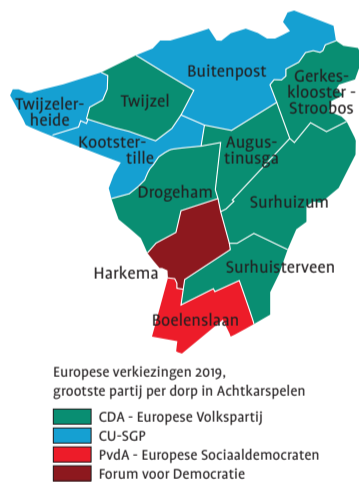 Buitenpost
Gerkes-
klooster -
Stroobos
Twijzeler-
heide
Twijzel
Kootster-
tille
Augus-
tinusga
Drogeham
Surhuizum
Harkema
Surhuisterveen
Boelenslaan
Europese verkiezingen 2019,
grootste partij per dorp in Achtkarspelen
CDA - Europese Volkspartij
CU-SGP
PvdA - Europese Sociaaldemocraten
Forum voor Democratie